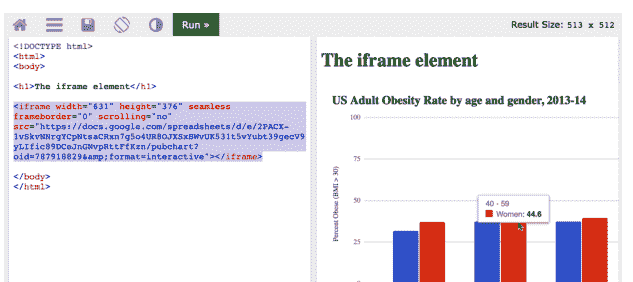 Run »
Result Size: 513 x 512
<!DOCTYPE html>
<html>
<body>
<h1>The iframe element</h1>
<iframe width="631" height="376" seamless
frameborder="0" scrolling="no"
src="https://docs.google.com/spreadsheets/d/e/2PACX-
oid=787918829&amp;format=interactive"></iframe>
</body>
</html>
The iframe element
US Adult Obesity Rate by age and gender, 2013-14
100
75
50
25
0
Percent Obese (BMI > 30)
40 - 59
Women: 44.6